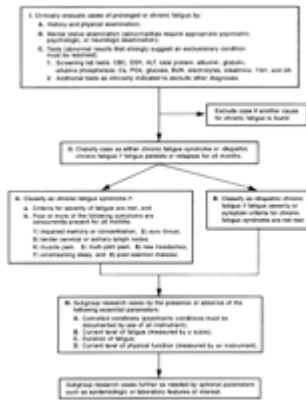 I. Clinically evaluate cases of prolonged or chronic fatigue by:
A. History and physical examination;
B. Mental status examination (abnormalities require appropriate psychiatric,
psychologic, or neurologic examination);
C. Tests (abnormal results that strongly suggest an exclusionary condition
must be resolved):
1. Screening lab tests: CBC, ESR, ALT, total protein, albumin, globulin,
alkaline phosphatase, Ca, PO4, glucose, BUN, electrolytes, creatinine, TSH, and UA
2. Additional tests as clinically indicated to exclude other diagnoses.
Exclude case if another cause
for chronic fatigue is found.
II. Classify case as either chronic fatigue syndrome or idiopathic
chronic fatigue if fatigue persists or relapses for ≥6 months.
A. Classify as chronic fatigue syndrome if:
a. Criteria for severity of fatigue are met, and
b. Four or more of the following symptoms are
concurrently present for ≥6 months:
1) impaired memory or concentration, 2) sore throat,
3) tender cervical or axillary lymph nodes,
4) muscle pain, 5) multi-joint pain, 6) new headaches,
7) unrefreshing sleep, and 8) post-exertion malaise.
B. Classify as idiopathic chronic
fatigue if fatigue severity or
symptom criteria for chronic
fatigue syndrome are not met.
III. Subgroup research cases by the presence or absence of the
following essential parameters:
A. Comorbid conditions (psychiatric conditions must be
documented by use of an instrument);
B. Current level of fatigue (measured by a scale);
C. Duration of fatigue;
D. Current level of physical function (measured by an instrument).
Subgroup research cases further as needed by optional parameters
such as epidemiologic or laboratory features of interest.